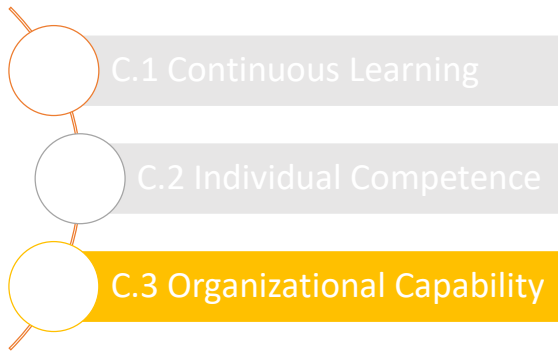 C.1 Continuous Learning
C.2 Individual Competence
C.3 Organizational Capability